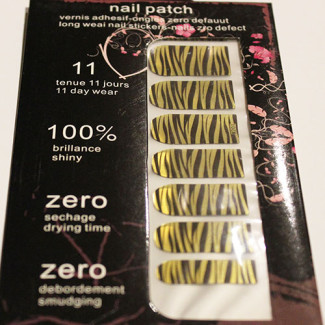 nail patch
vernis adhesif-ongles zero defauut
long weai nail stickers-nails zro defect
11
tenue 11 jours
11 day wear
100%
brillance
shiny
zero
sechage
drying time
zero
debordement
smudging